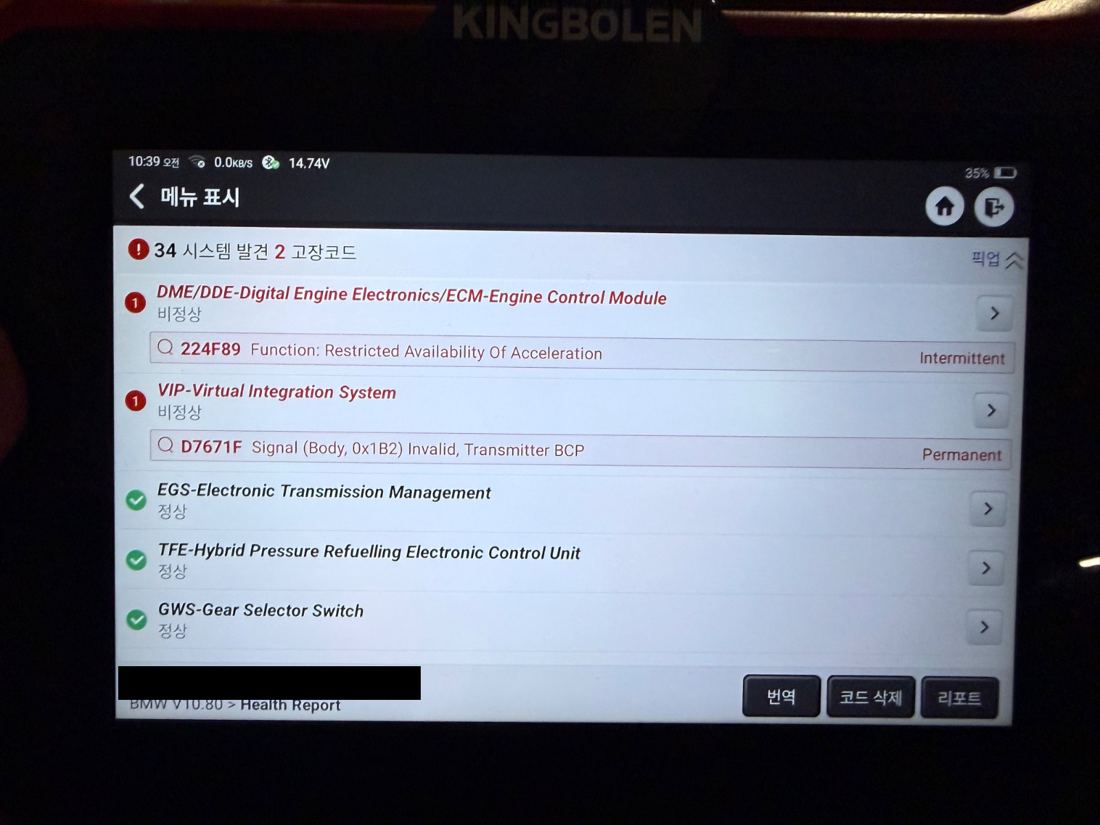 KINGBOLEN
10:39 오전 0.0KB/S 14.74V
35%
메뉴 표시
34 시스템 발견 2 고장코드
픽업
1 DME/DDE-Digital Engine Electronics/ECM-Engine Control Module
비정상
224F89 Function: Restricted Availability Of Acceleration Intermittent
1 VIP-Virtual Integration System
비정상
D7671F Signal (Body, 0x1B2) Invalid, Transmitter BCP Permanent
EGS-Electronic Transmission Management
정상
TFE-Hybrid Pressure Refuelling Electronic Control Unit
정상
GWS-Gear Selector Switch
정상
BMW V10.80 > Health Report
번역 코드 삭제 리포트